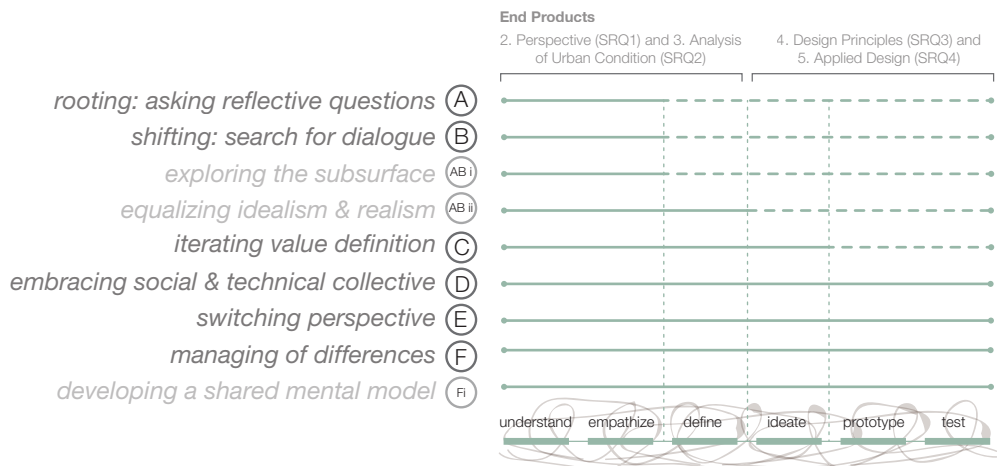 End Products
2. Perspective (SRQ1) and 3. Analysis
of Urban Condition (SRQ2)
4. Design Principles (SRQ3) and
5. Applied Design (SRQ4)
rooting: asking reflective questions A
shifting: search for dialogue B
exploring the subsurface AB i
equalizing idealism & realism AB ii
iterating value definition C
embracing social & technical collective D
switching perspective E
managing of differences F
developing a shared mental model Fi
understand empathize define ideate prototype test